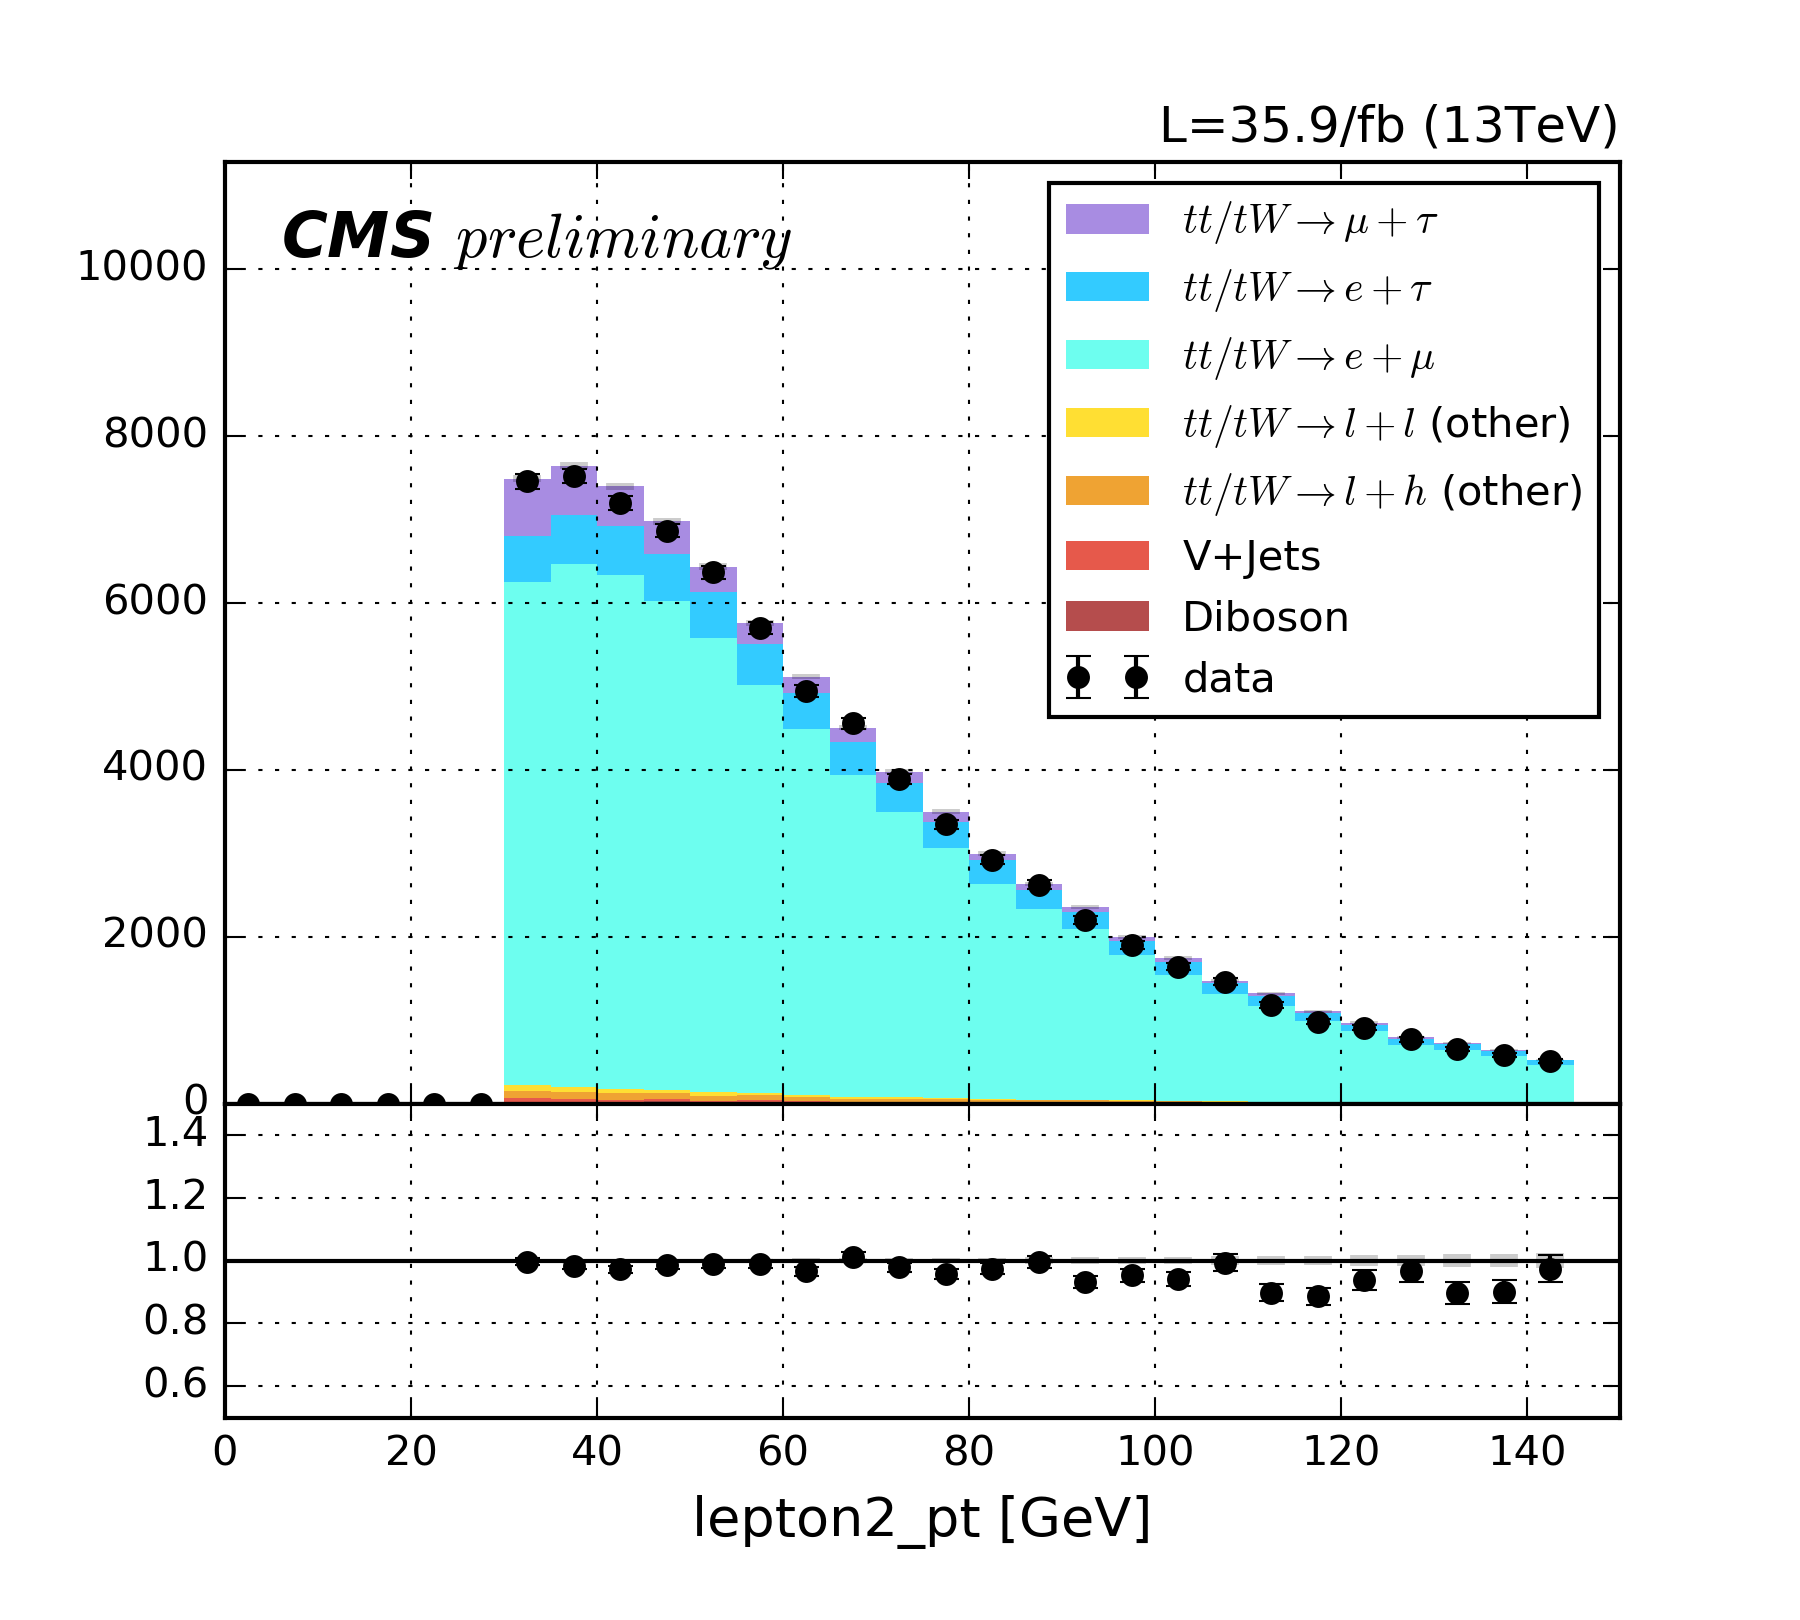 L=35.9/fb (13TeV)
CMS preliminary
tt/tW→μ+τ
tt/tW→e+τ
tt/tW→e+μ
tt/tW→l+l (other)
tt/tW→l+h (other)
V+Jets
Diboson
data
10000
8000
6000
4000
2000
0
1.4
1.2
1.0
0.8
0.6
0 20 40 60 80 100 120 140
lepton2_pt [GeV]